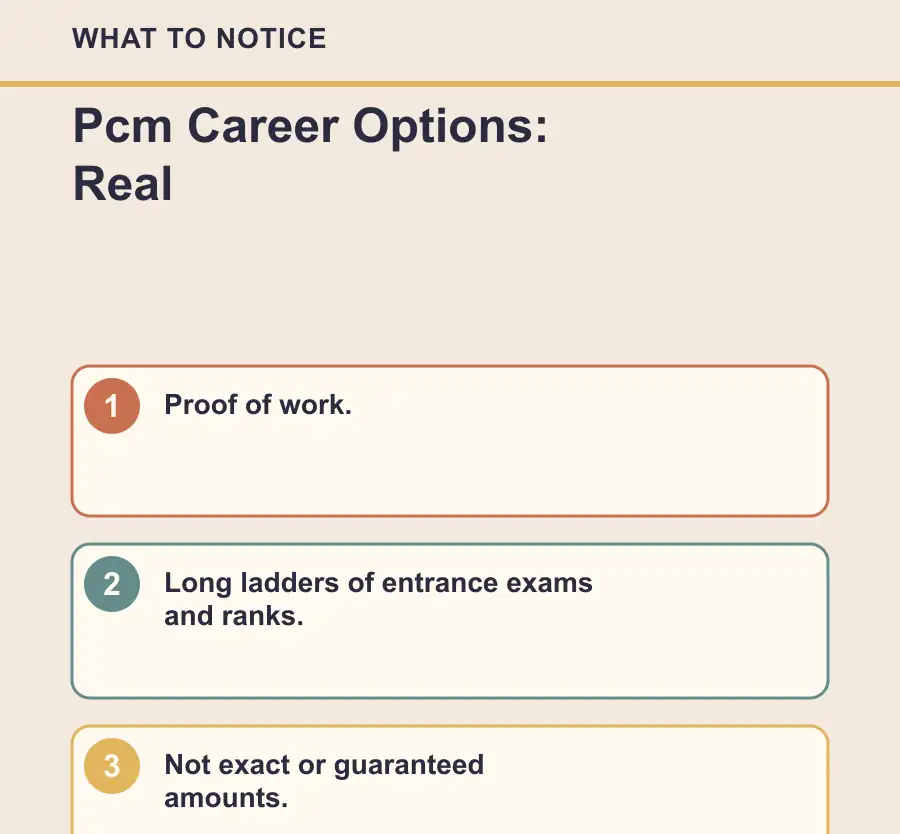 WHAT TO NOTICE
Pcm Career Options:
Real
1
Proof of work.
2
Long ladders of entrance exams
and ranks.
3
Not exact or guaranteed
amounts.